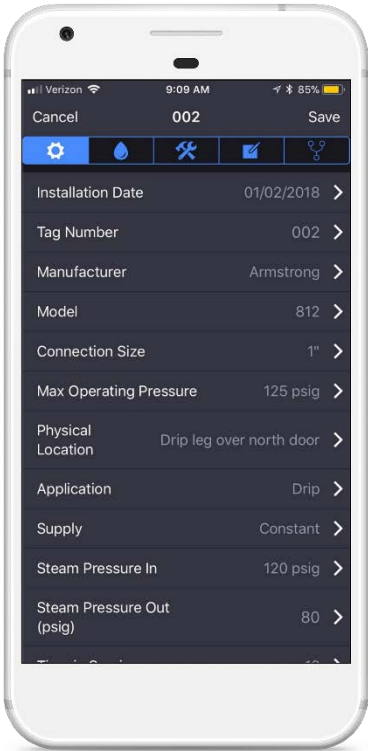 Verizon 9:09 AM 85%
Cancel 002 Save
Installation Date 01/02/2018
Tag Number 002
Manufacturer Armstrong
Model 812
Connection Size 1"
Max Operating Pressure 125 psig
Physical
Location Drip leg over north door
Application Drip
Supply Constant
Steam Pressure In 120 psig
Steam Pressure Out
(psig) 80